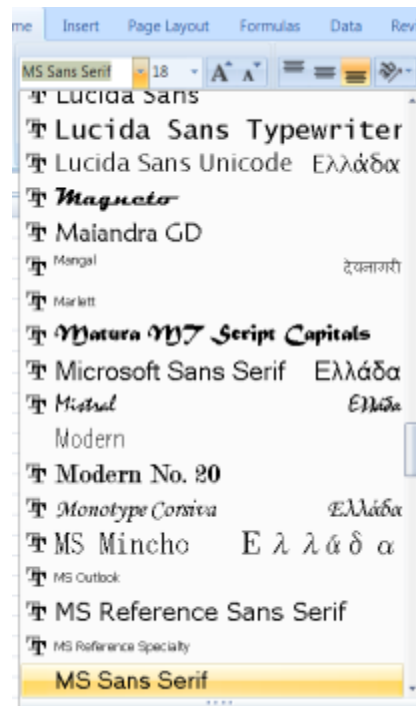 me Insert Page Layout Formulas Data Rev
MS Sans Serif 18 A A
Lucida Sans
Lucida Sans Typewriter
Lucida Sans Unicode Ελλάδα
Magneto
Maiandra GD
Mangal देवनागरी
Marlett
Matura MT Script Capitals
Microsoft Sans Serif Ελλάδα
Mistral Ελλάδα
Modern
Modern No. 20
Monotype Corsiva Ελλάδα
MS Mincho Ελλάδα
MS Outlook
MS Reference Sans Serif
MS Reference Specialty
MS Sans Serif